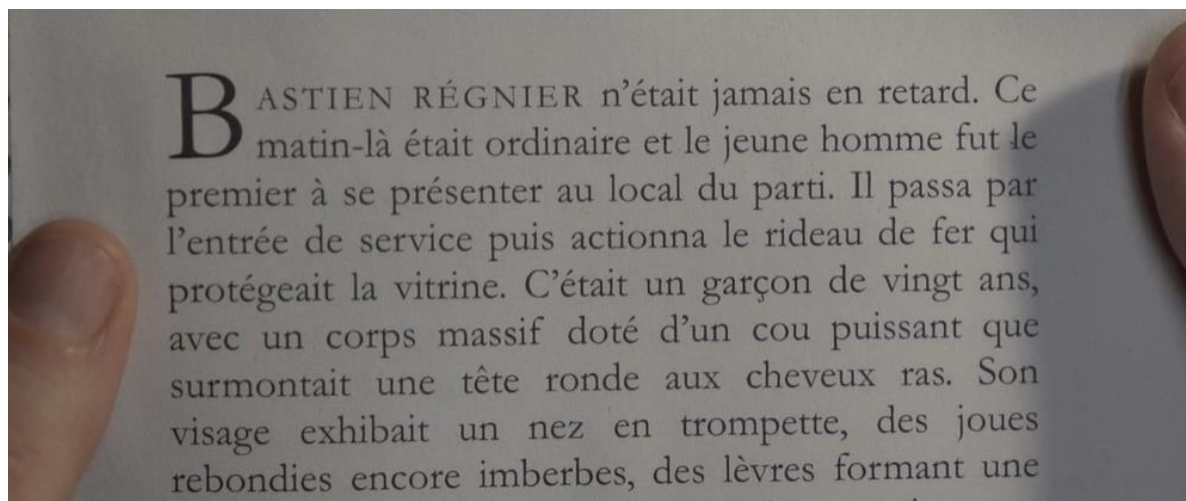 BASTIEN RÉGNIER n’était jamais en retard. Ce
matin-là était ordinaire et le jeune homme fut le
premier à se présenter au local du parti. Il passa par
l’entrée de service puis actionna le rideau de fer qui
protégeait la vitrine. C’était un garçon de vingt ans,
avec un corps massif doté d’un cou puissant que
surmontait une tête ronde aux cheveux ras. Son
visage exhibait un nez en trompette, des joues
rebondies encore imberbes, des lèvres formant une